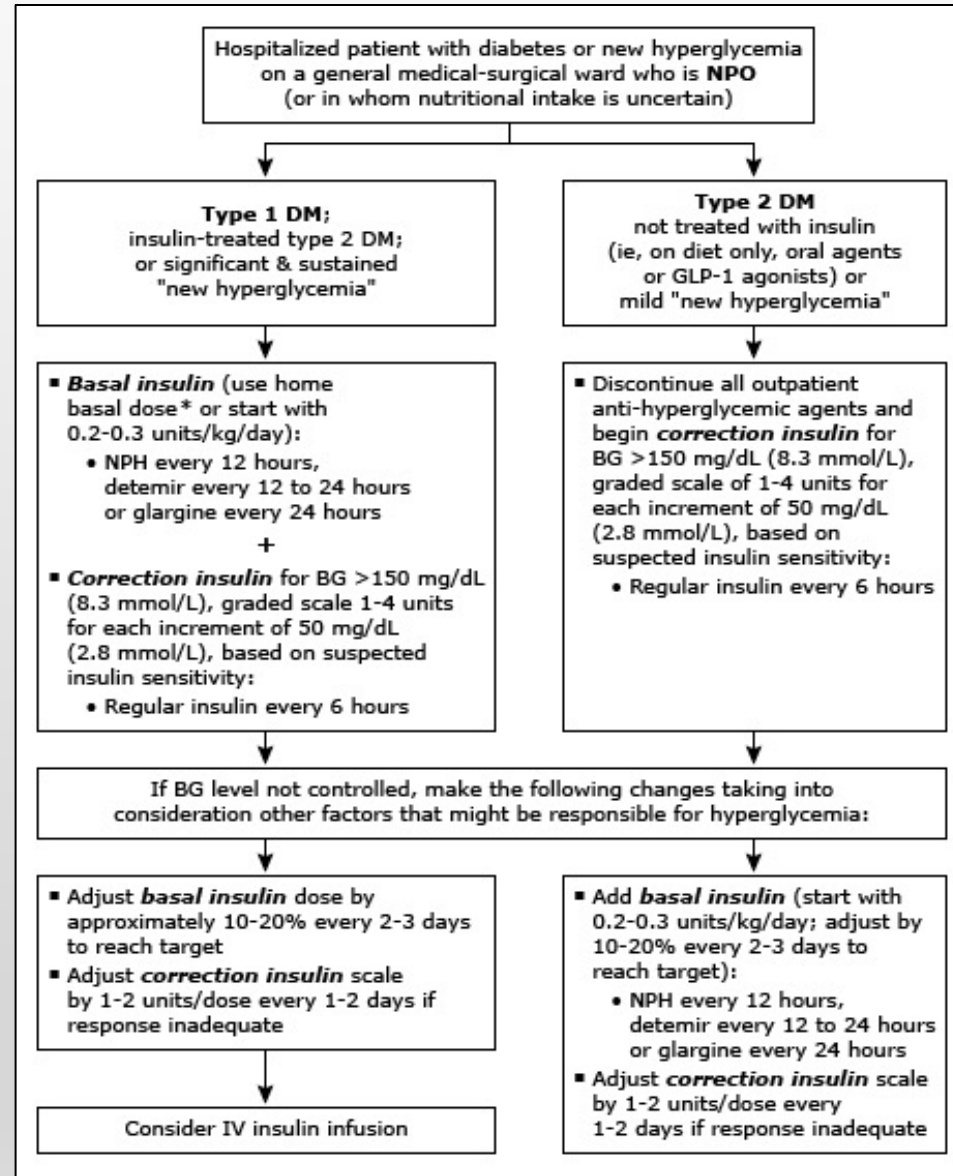 Hospitalized patient with diabetes or new hyperglycemia
on a general medical-surgical ward who is NPO
(or in whom nutritional intake is uncertain)
Type 1 DM;
insulin-treated type 2 DM;
or significant & sustained
"new hyperglycemia"
Type 2 DM
not treated with insulin
(ie, on diet only, oral agents
or GLP-1 agonists) or
mild "new hyperglycemia"
▪ Basal insulin (use home
basal dose* or start with
0.2-0.3 units/kg/day):
• NPH every 12 hours,
detemir every 12 to 24 hours
or glargine every 24 hours
+
▪ Correction insulin for BG >150 mg/dL
(8.3 mmol/L), graded scale 1-4 units
for each increment of 50 mg/dL
(2.8 mmol/L), based on suspected
insulin sensitivity:
• Regular insulin every 6 hours
▪ Discontinue all outpatient
anti-hyperglycemic agents and
begin correction insulin for
BG >150 mg/dL (8.3 mmol/L),
graded scale of 1-4 units for
each increment of 50 mg/dL
(2.8 mmol/L), based on
suspected insulin sensitivity:
• Regular insulin every 6 hours
If BG level not controlled, make the following changes taking into
consideration other factors that might be responsible for hyperglycemia:
▪ Adjust basal insulin dose by
approximately 10-20% every 2-3 days
to reach target
▪ Adjust correction insulin scale
by 1-2 units/dose every 1-2 days if
response inadequate
Consider IV insulin infusion
▪ Add basal insulin (start with
0.2-0.3 units/kg/day; adjust by
10-20% every 2-3 days to
reach target):
• NPH every 12 hours,
detemir every 12 to 24 hours
or glargine every 24 hours
▪ Adjust correction insulin scale
by 1-2 units/dose every
1-2 days if response inadequate